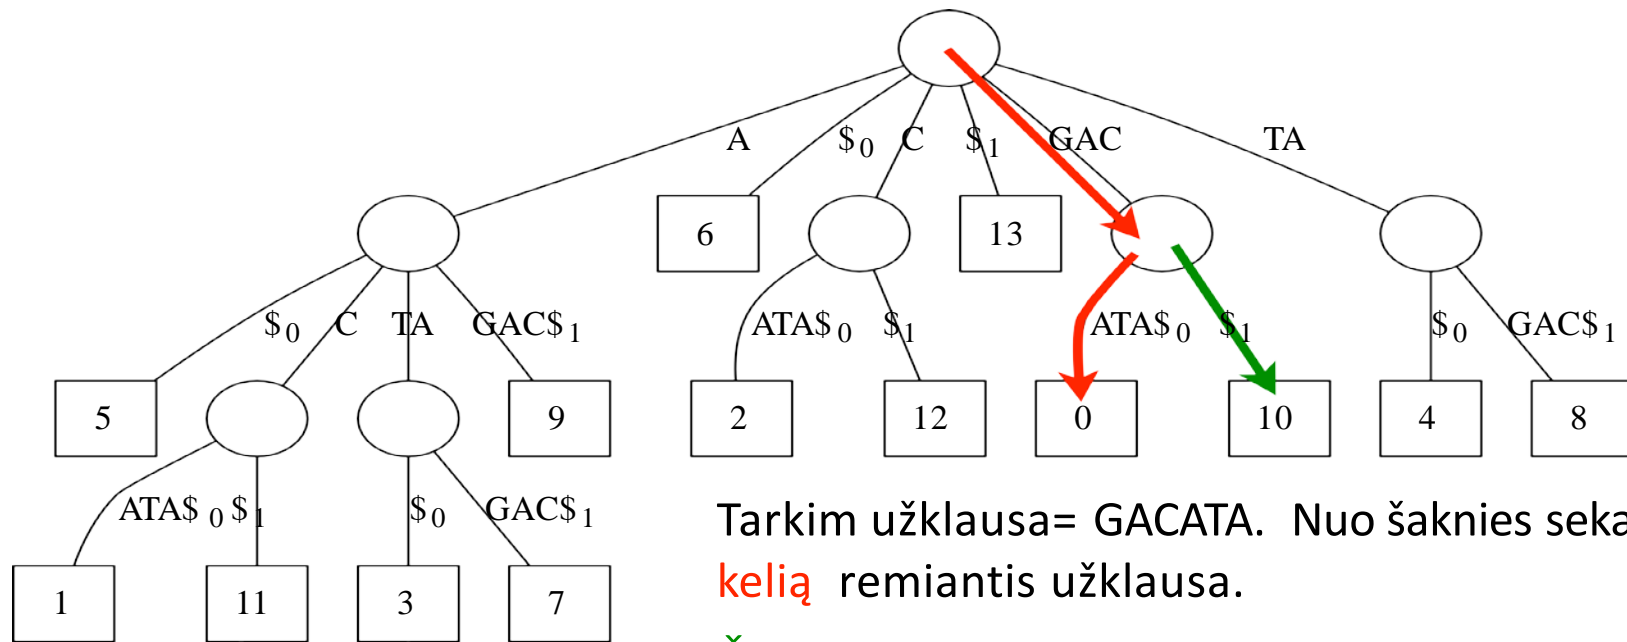 A $0 C $1 GAC TA
6 13
$0 C TA GAC$1 ATA$0 $1 ATA$0 $1 $0 GAC$1
5 9 2 12 0 10 4 8
ATA$0 $1 $0 GAC$1
1 11 3 7
Tarkim užklausa= GACATA. Nuo šaknies seka
kelią remiantis užklausa.